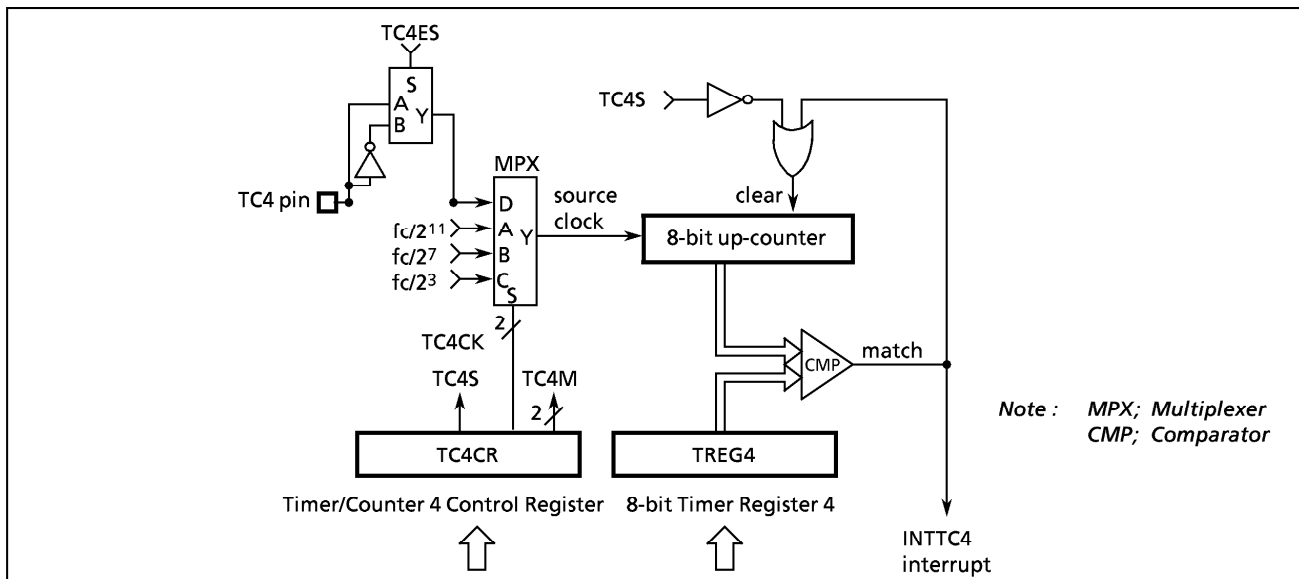 TC4ES
S
A
Y
B
TC4S
MPX
TC4 pin
D
source
clock
clear
fc/2¹¹
A
Y
8-bit up-counter
fc/2⁷
B
fc/2³
C
S
2
TC4CK
CMP
match
TC4S
TC4M
2
Note : MPX; Multiplexer
CMP; Comparator
TC4CR
TREG4
Timer/Counter 4 Control Register
8-bit Timer Register 4
INTTC4
interrupt